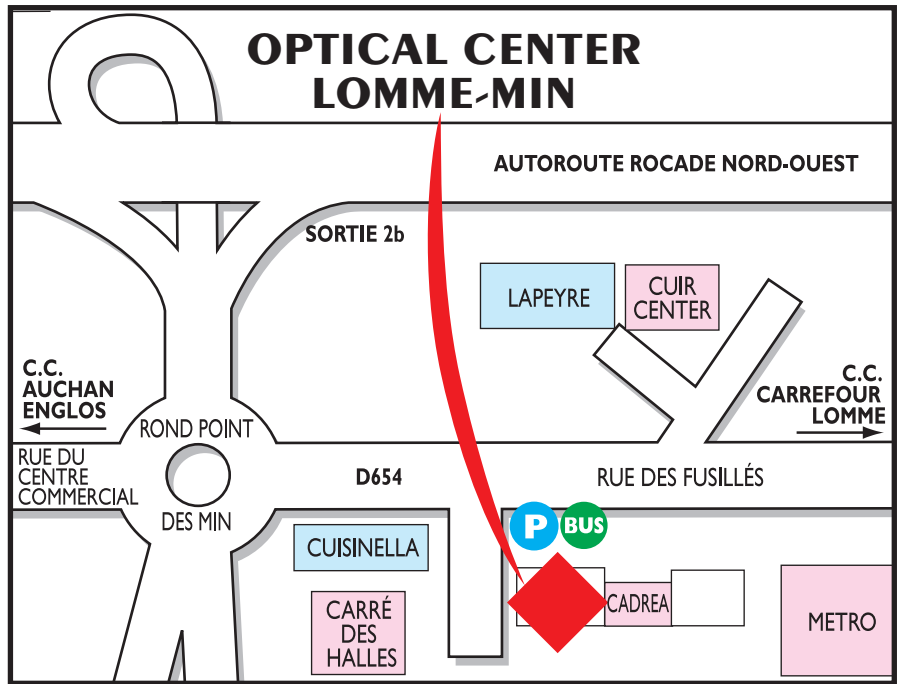 OPTICAL CENTER
LOMME-MIN
AUTOROUTE ROCADE NORD-OUEST
SORTIE 2b
LAPEYRE
CUIR
CENTER
C.C.
AUCHAN
ENGLOS
C.C.
CARREFOUR
LOMME
ROND POINT
DES MIN
RUE DU
CENTRE
COMMERCIAL
D654
RUE DES FUSILLÉS
P
BUS
CUISINELLA
CARRÉ
DES
HALLES
CADREA
METRO